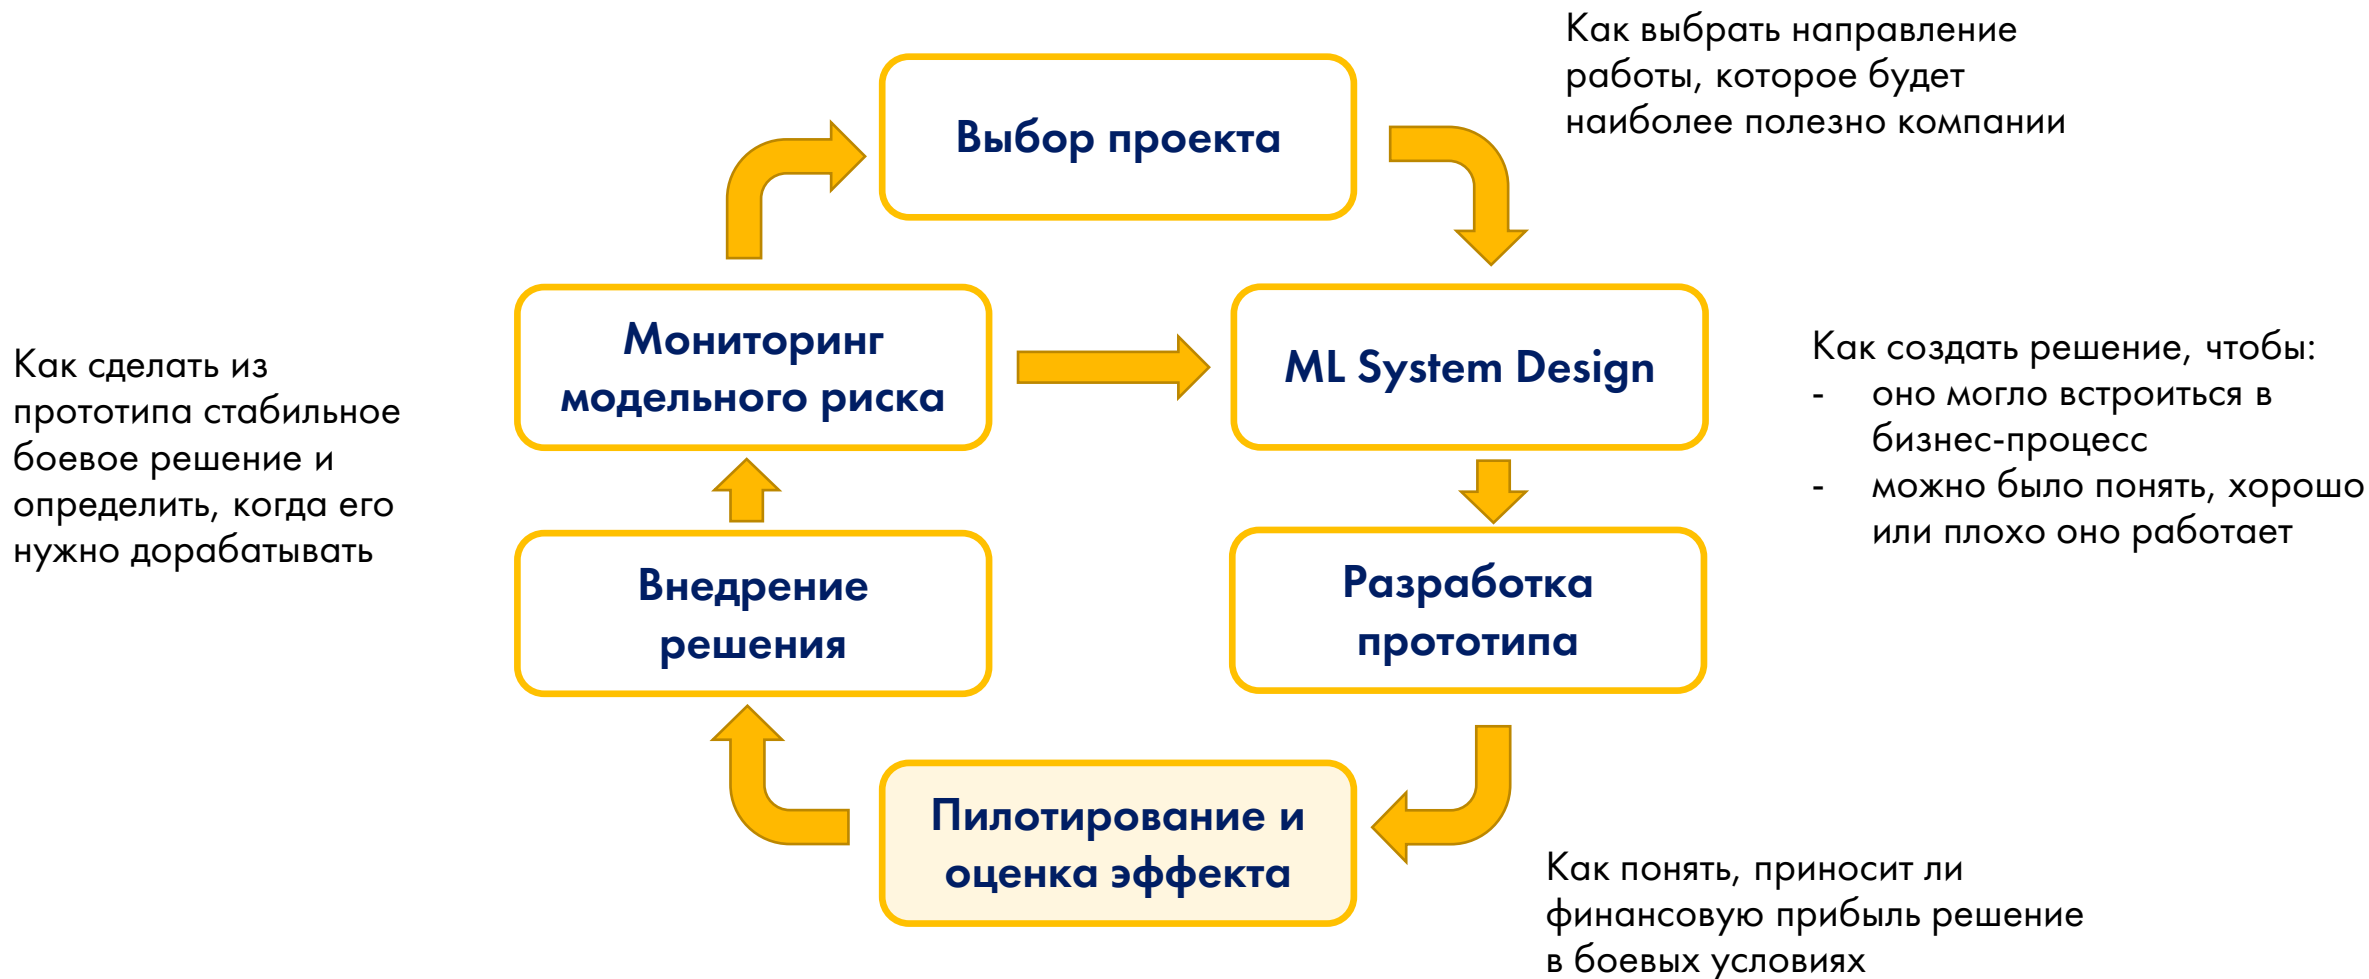 Как выбрать направление
работы, которое будет
наиболее полезно компании
Выбор проекта
Мониторинг
модельного риска
ML System Design
Как сделать из
прототипа стабильное
боевое решение и
определить, когда его
нужно дорабатывать
Как создать решение, чтобы:
- оно могло встроиться в
бизнес-процесс
- можно было понять, хорошо
или плохо оно работает
Внедрение
решения
Разработка
прототипа
Пилотирование и
оценка эффекта
Как понять, приносит ли
финансовую прибыль решение
в боевых условиях